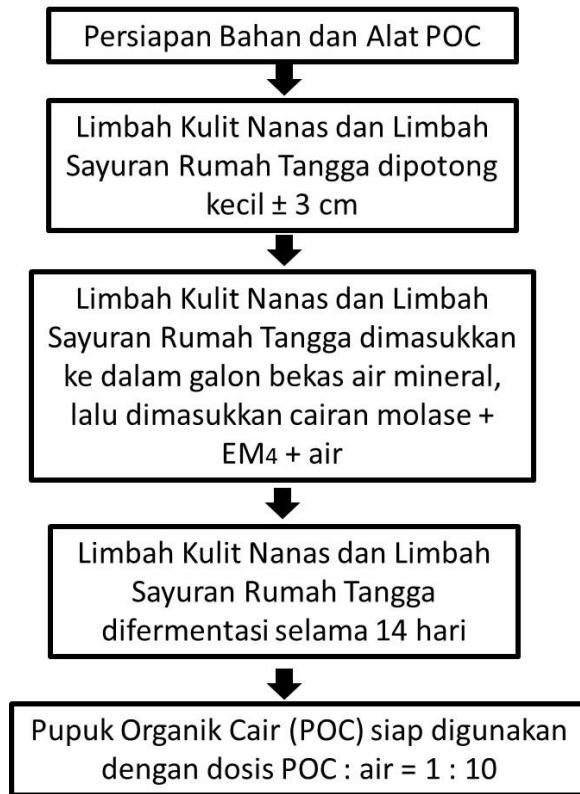 Persiapan Bahan dan Alat POC
Limbah Kulit Nanas dan Limbah
Sayuran Rumah Tangga dipotong
kecil ± 3 cm
Limbah Kulit Nanas dan Limbah
Sayuran Rumah Tangga dimasukkan
ke dalam galon bekas air mineral,
lalu dimasukkan cairan molase +
EM4 + air
Limbah Kulit Nanas dan Limbah
Sayuran Rumah Tangga
difermentasi selama 14 hari
Pupuk Organik Cair (POC) siap digunakan
dengan dosis POC : air = 1 : 10